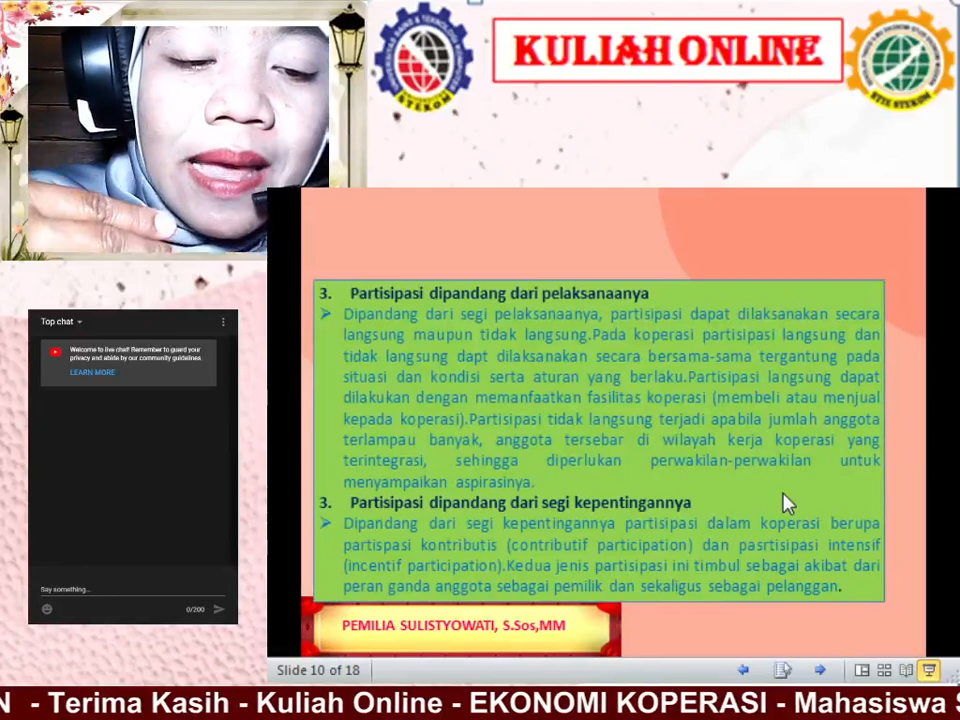 KULIAH ONLINE
STEKOM
STIE STEKOM
3. Partisipasi dipandang dari pelaksanaanya
Dipandang dari segi pelaksanaanya, partisipasi dapat dilaksanakan secara
langsung maupun tidak langsung.Pada koperasi partisipasi langsung dan
tidak langsung dapt dilaksanakan secara bersama-sama tergantung pada
situasi dan kondisi serta aturan yang berlaku.Partisipasi langsung dapat
dilakukan dengan memanfaatkan fasilitas koperasi (membeli atau menjual
kepada koperasi).Partisipasi tidak langsung terjadi apabila jumlah anggota
terlampau banyak, anggota tersebar di wilayah kerja koperasi yang
terintegrasi, sehingga diperlukan perwakilan-perwakilan untuk
menyampaikan aspirasinya.
3. Partisipasi dipandang dari segi kepentingannya
Dipandang dari segi kepentingannya partisipasi dalam koperasi berupa
partispasi kontributis (contributif participation) dan pasrtisipasi intensif
(incentif participation).Kedua jenis partisipasi ini timbul sebagai akibat dari
peran ganda anggota sebagai pemilik dan sekaligus sebagai pelanggan.
PEMILIA SULISTYOWATI, S.Sos,MM
Slide 10 of 18
Top chat
Welcome to live chat! Remember to guard your
privacy and abide by our community guidelines
LEARN MORE
Say something...
0/200
N - Terima Kasih - Kuliah Online - EKONOMI KOPERASI - Mahasiswa S